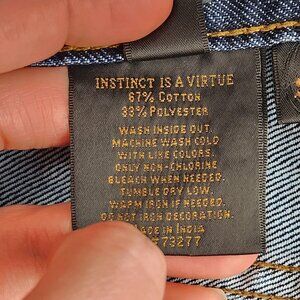 INSTINCT IS A VIRTUE
67% COTTON
33% POLYESTER
WASH INSIDE OUT.
MACHINE WASH COLD
WITH LIKE COLORS.
ONLY NON-CHLORINE
BLEACH WHEN NEEDED.
TUMBLE DRY LOW.
WARM IRON IF NEEDED.
DO NOT IRON DECORATION.
MADE IN INDIA
73277